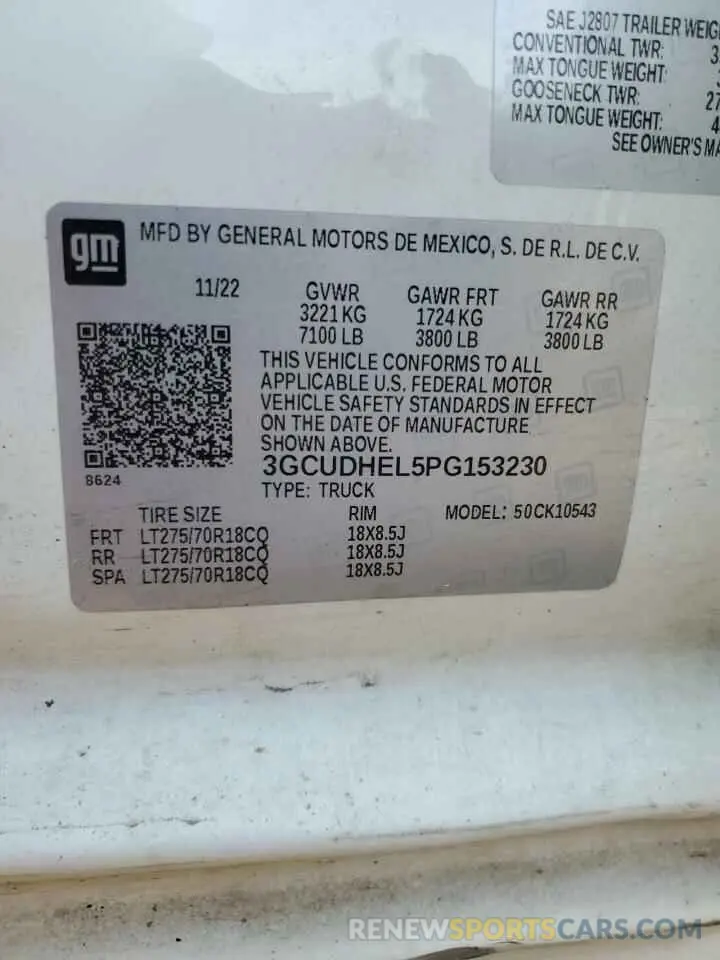 SAE J2807 TRAILER
CONVENTIONAL TWR:
MAX TONGUE WEIGHT:
GOOSENECK TWR:
MAX TONGUE WEIGHT:
SEE OWNER'S
gm
MFD BY GENERAL MOTORS DE MEXICO, S. DE R.L. DE C.V.
11/22 GVWR GAWR FRT GAWR RR
3221 KG 1724 KG 1724 KG
7100 LB 3800 LB 3800 LB
THIS VEHICLE CONFORMS TO ALL
APPLICABLE U.S. FEDERAL MOTOR
VEHICLE SAFETY STANDARDS IN EFFECT
ON THE DATE OF MANUFACTURE
SHOWN ABOVE.
3GCUDHEL5PG153230
8624
TYPE: TRUCK
TIRE SIZE RIM MODEL: 50CK10543
FRT LT275/70R18CQ 18X8.5J
RR LT275/70R18CQ 18X8.5J
SPA LT275/70R18CQ 18X8.5J
RENEWSPORTSCARS.COM